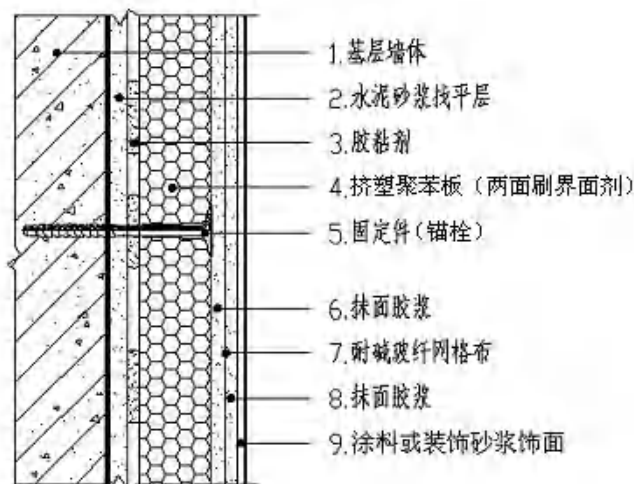 1.基层墙体
2.水泥砂浆找平层
3.胶黏剂
4.挤塑聚苯板（两面刷界面剂）
5.固定件(锚栓)
6.抹面胶浆
7.耐碱玻纤网格布
8.抹面胶浆
9.涂料或装饰砂浆饰面